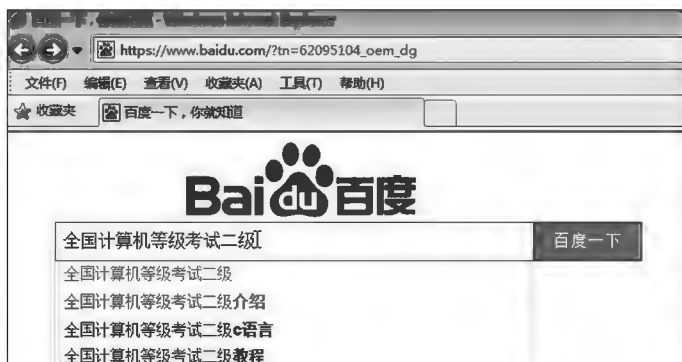 https://www.baidu.com/?tn=62095104_oem_dg
文件(F) 编辑(E) 查看(V) 收藏夹(A) 工具(T) 帮助(H)
收藏夹 百度一下，你就知道
Bai du 百度
全国计算机等级考试二级 百度一下
全国计算机等级考试二级
全国计算机等级考试二级介绍
全国计算机等级考试二级c语言
全国计算机等级考试二级教程